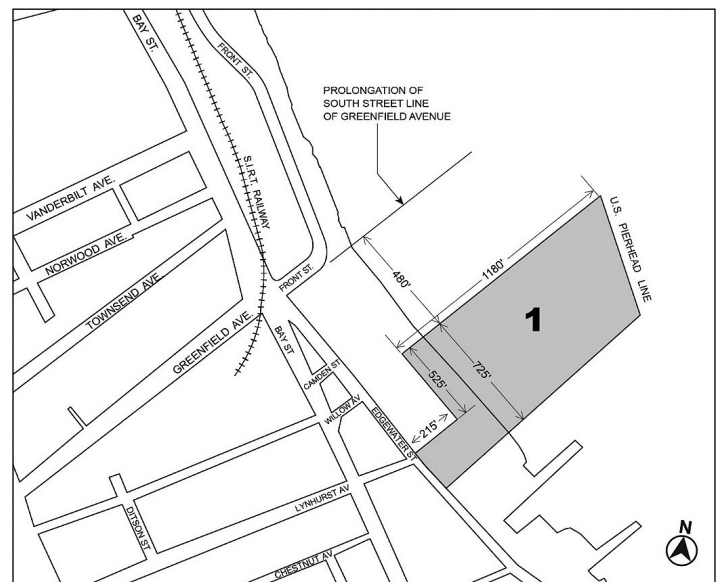 BAY ST.
FRONT ST.
PROLONGATION OF
SOUTH STREET LINE
OF GREENFIELD AVENUE
S.I.R.T. RAILWAY
VANDERBILT AVE.
NORWOOD AVE.
TOWNSEND AVE.
GREENFIELD AVE.
FRONT ST.
U.S. PIERHEAD LINE
480'
1180'
1
BAY ST
CAMDEN ST
525'
725'
WILLOW AV
EDGEWATER ST
215'
LYNHURST AV
DITSON ST
CHESTNUT AV
N